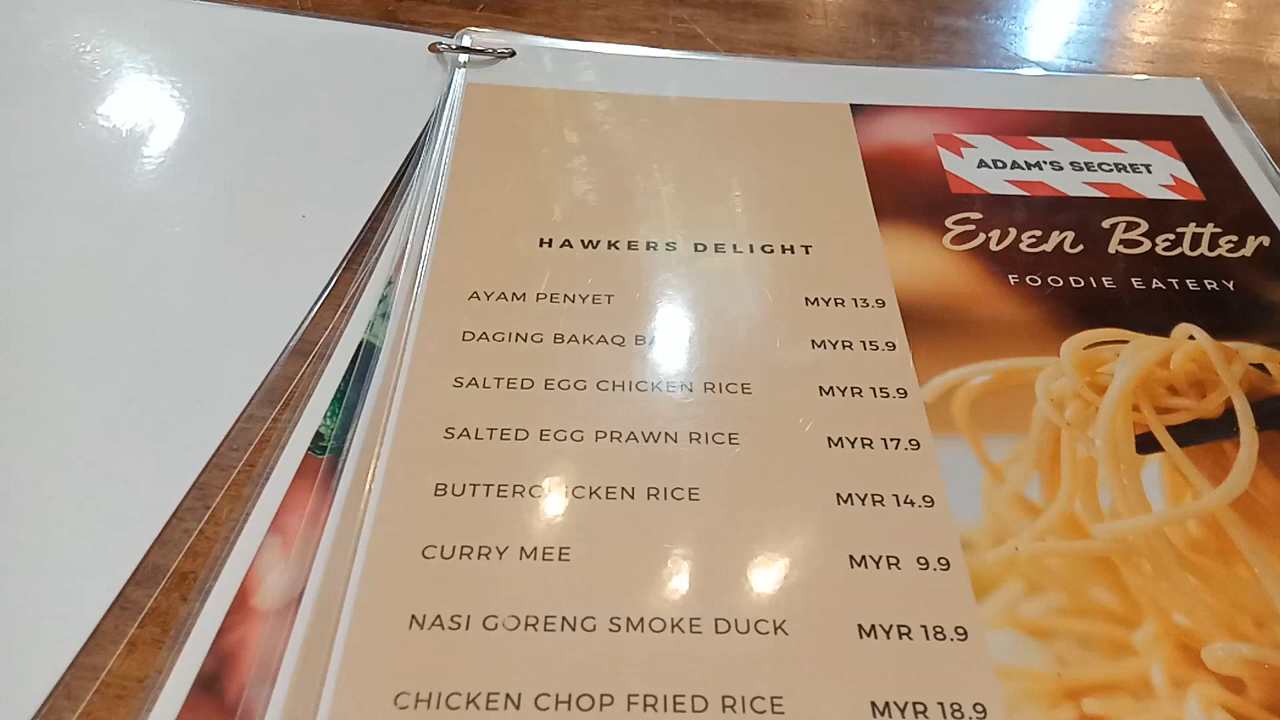 HAWKERS DELIGHT
AYAM PENYET MYR 13.9
DAGING BAKAQ MYR 15.9
SALTED EGG CHICKEN RICE MYR 15.9
SALTED EGG PRAWN RICE MYR 17.9
BUTTERCHICKEN RICE MYR 14.9
CURRY MEE MYR 9.9
NASI GORENG SMOKE DUCK MYR 18.9
CHICKEN CHOP FRIED RICE MYR 18.9
ADAM'S SECRET
Even Better
FOODIE EATERY